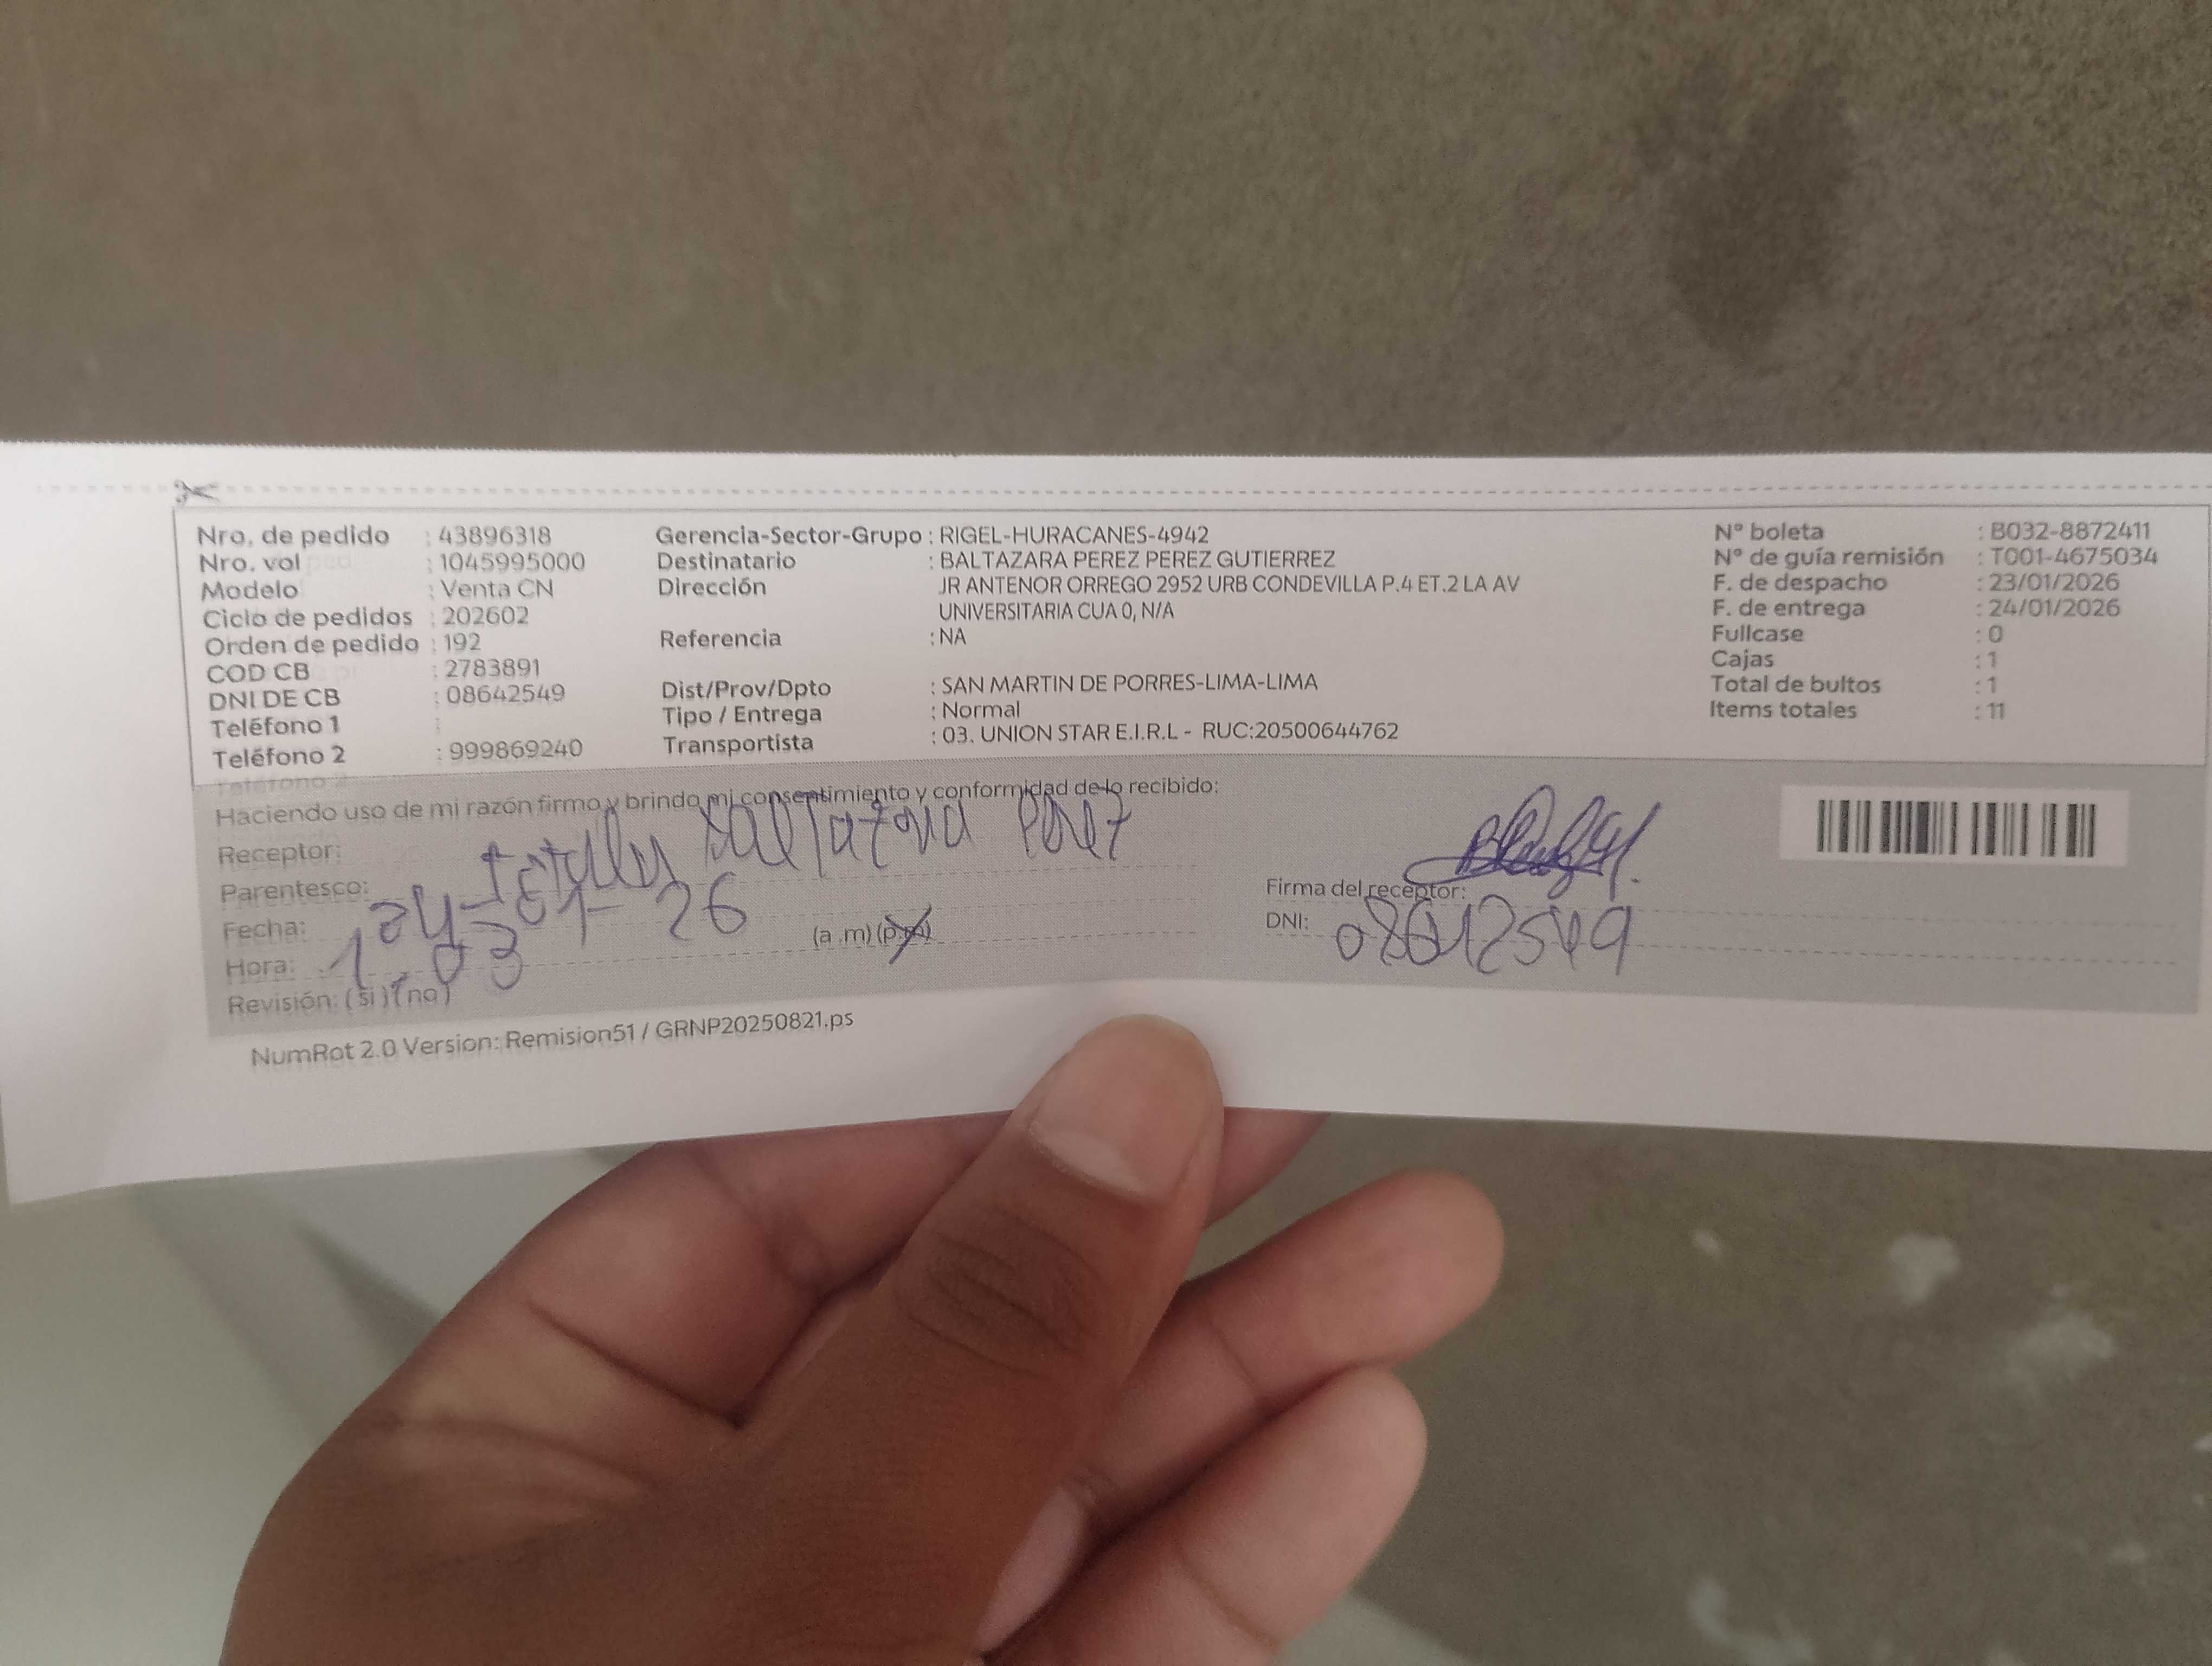 Nro. de pedido : 43896318
Nro. vol : 1045995000
Modelo : Venta CN
Ciclo de pedidos : 202602
Orden de pedido : 192
COD CB : 2783891
DNI DE CB : 08642549
Teléfono 1 :
Teléfono 2 : 999869240
Gerencia-Sector-Grupo : RIGEL-HURACANES-4942
Destinatario : BALTAZARA PEREZ PEREZ GUTIERREZ
Dirección JR ANTENOR ORREGO 2952 URB CONDEVILLA P.4 ET.2 LA AV
UNIVERSITARIA CUA 0, N/A
Referencia : NA
Dist/Prov/Dpto : SAN MARTIN DE PORRES-LIMA-LIMA
Tipo / Entrega : Normal
Transportista : 03. UNION STAR E.I.R.L - RUC:20500644762
Nº boleta : B032-8872411
Nº de guía remisión : T001-4675034
F. de despacho : 23/01/2026
F. de entrega : 24/01/2026
Fullcase : 0
Cajas : 1
Total de bultos : 1
Items totales : 11
Haciendo uso de mi razón firmo y brindo mi consentimiento y conformidad de lo recibido:
Receptor: Baltazara Perez
Parentesco:
Fecha: 24-01-26
Hora: 1:03 (a .m) (p.m)
Revisión: ( si ) ( no )
Firma del receptor:
DNI: 08642549
NumRot 2.0 Version: Remision51 / GRNP20250821.ps